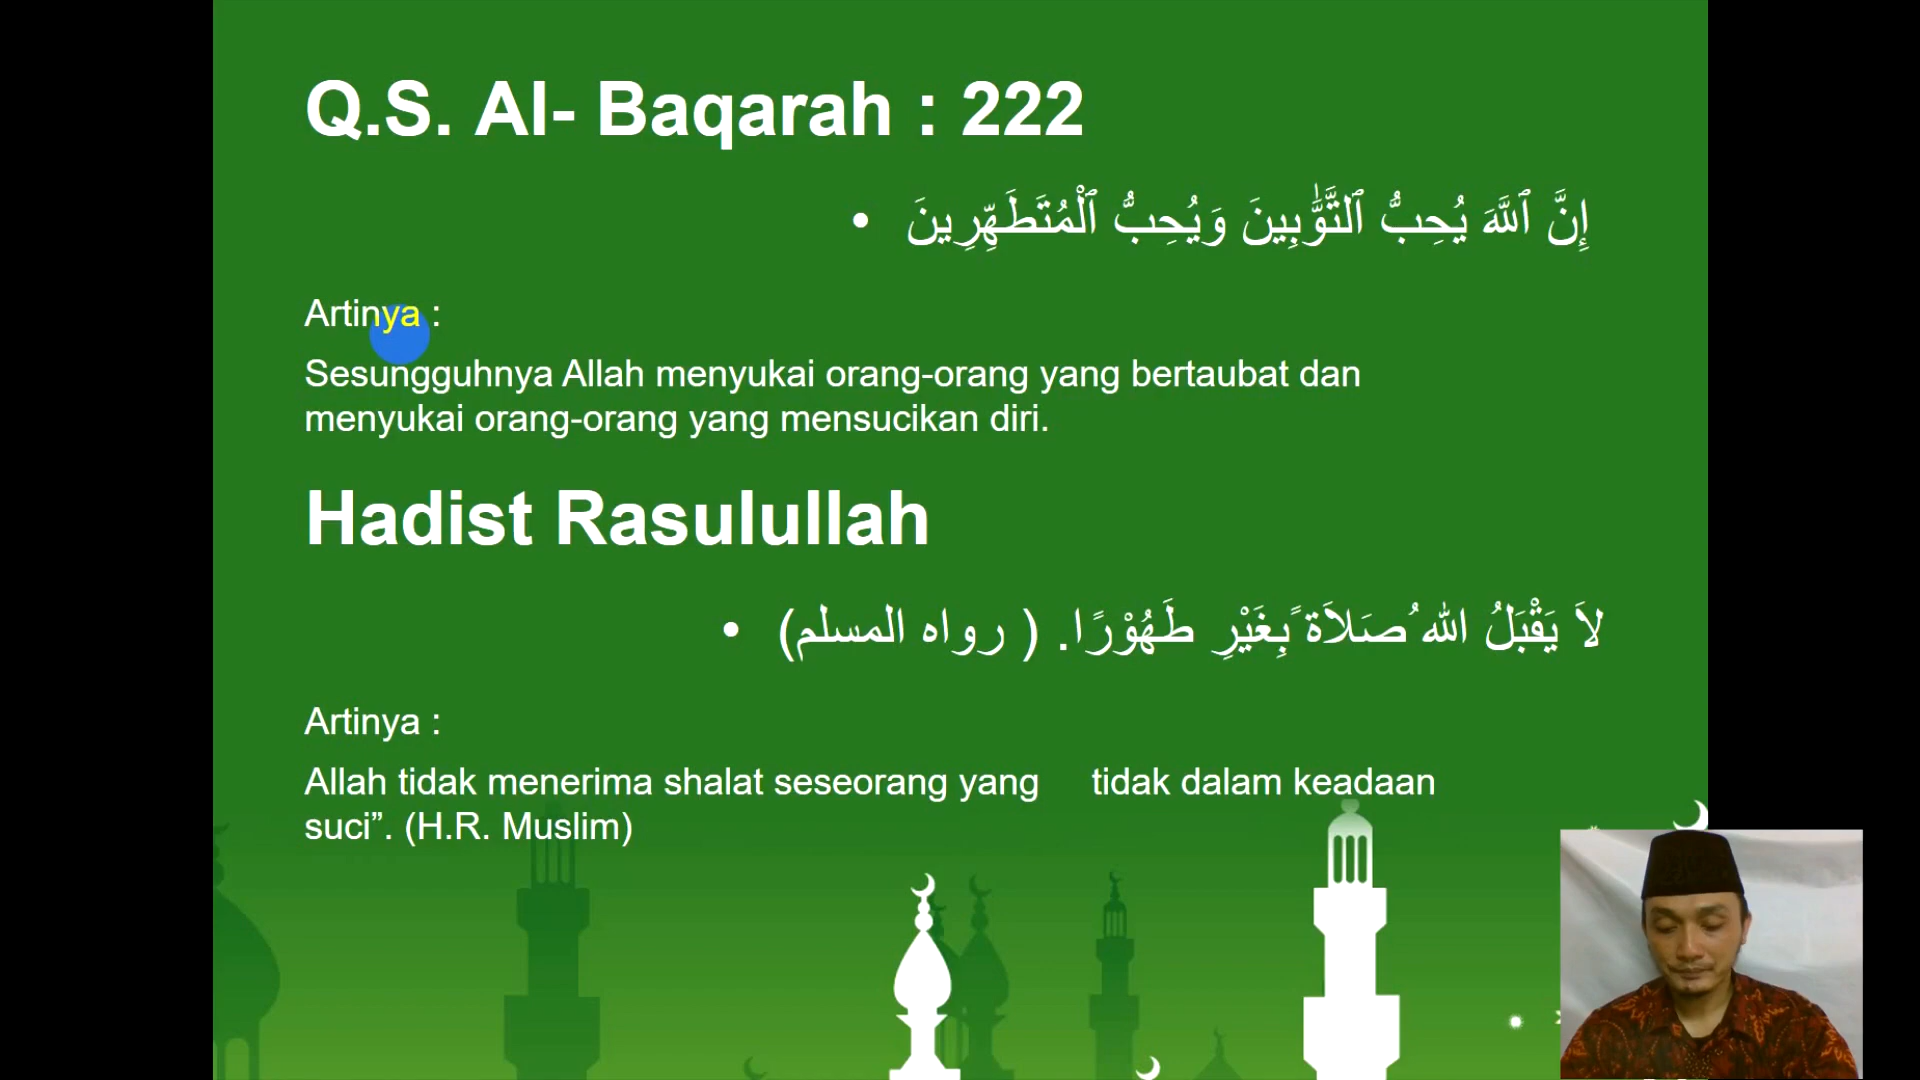 Q.S. Al- Baqarah : 222
• إِنَّ ٱللَّهَ يُحِبُّ ٱلتَّوَّٰبِينَ وَيُحِبُّ ٱلْمُتَطَهِّرِينَ
Artinya :
Sesungguhnya Allah menyukai orang-orang yang bertaubat dan
menyukai orang-orang yang mensucikan diri.
Hadist Rasulullah
• لاَ يَقْبَلُ اللهُ صَلاَةً بِغَيْرِ طَهُوْرًا. ( رواه المسلم)
Artinya :
Allah tidak menerima shalat seseorang yang tidak dalam keadaan
suci”. (H.R. Muslim)